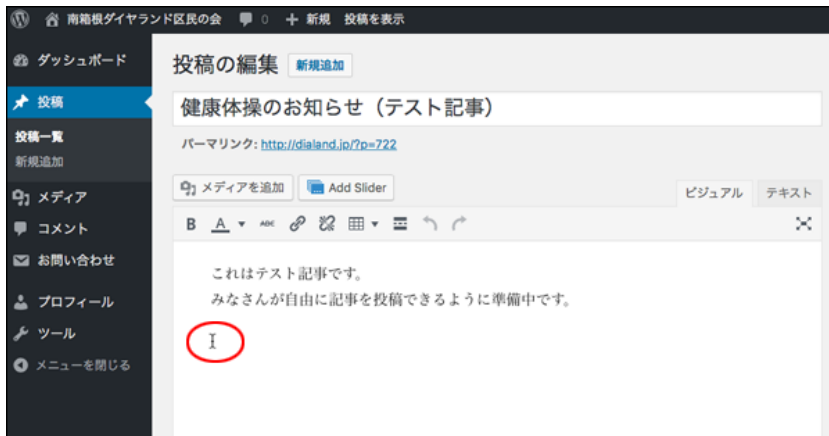 南箱根ダイヤランド区民の会 0 + 新規 投稿を表示
ダッシュボード
投稿
投稿一覧
新規追加
メディア
コメント
お問い合わせ
プロフィール
ツール
メニューを閉じる
投稿の編集 新規追加
健康体操のお知らせ（テスト記事）
パーマリンク: http://dialand.jp/?p=722
メディアを追加 Add Slider
ビジュアル テキスト
B A ABC
これはテスト記事です。
みなさんが自由に記事を投稿できるように準備中です。